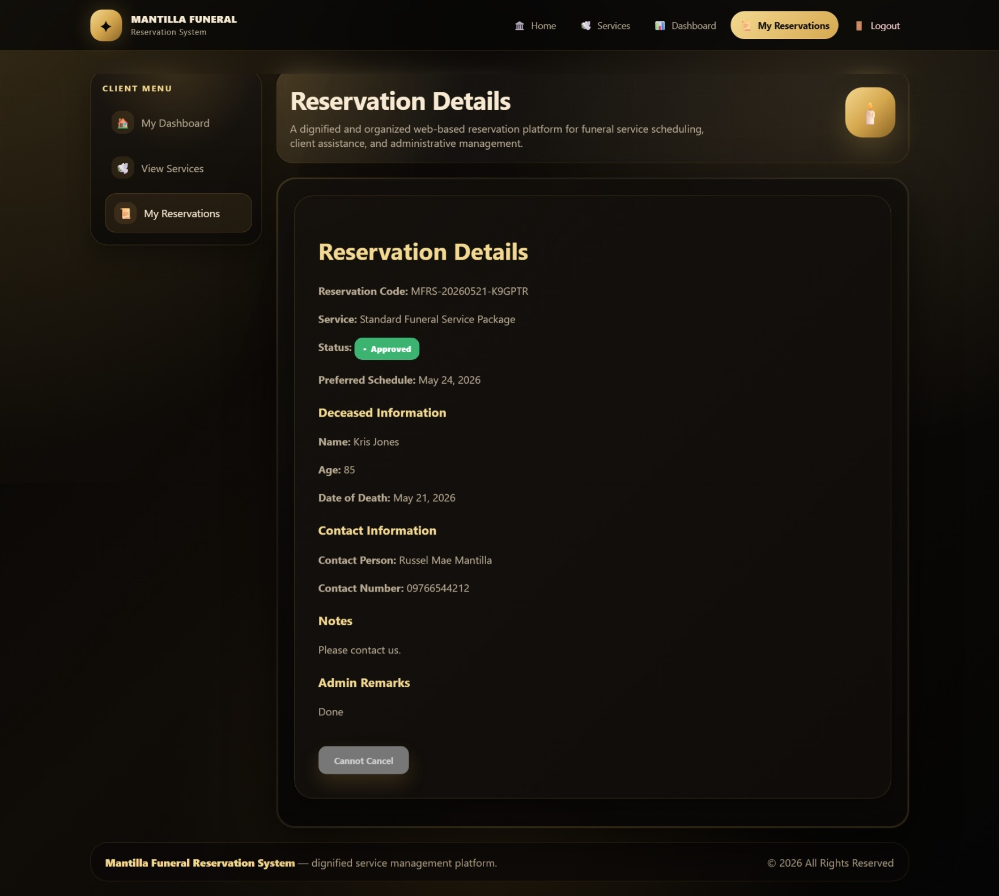 MANTILLA FUNERAL
Reservation System
Home
Services
Dashboard
My Reservations
Logout
CLIENT MENU
My Dashboard
View Services
My Reservations
Reservation Details
A dignified and organized web-based reservation platform for funeral service scheduling,
client assistance, and administrative management.
Reservation Details
Reservation Code: MFRS-20260521-K9GPTR
Service: Standard Funeral Service Package
Status: • Approved
Preferred Schedule: May 24, 2026
Deceased Information
Name: Kris Jones
Age: 85
Date of Death: May 21, 2026
Contact Information
Contact Person: Russel Mae Mantilla
Contact Number: 09766544212
Notes
Please contact us.
Admin Remarks
Done
Cannot Cancel
Mantilla Funeral Reservation System — dignified service management platform.
© 2026 All Rights Reserved